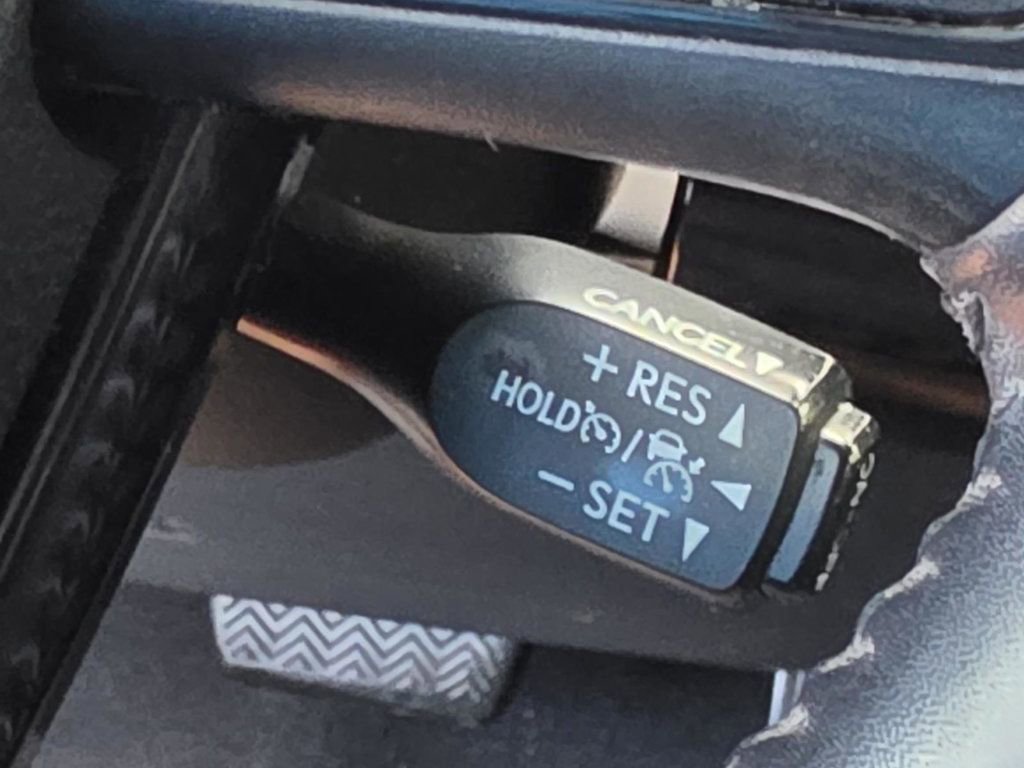 CANCEL
+ RES
HOLD /
– SET